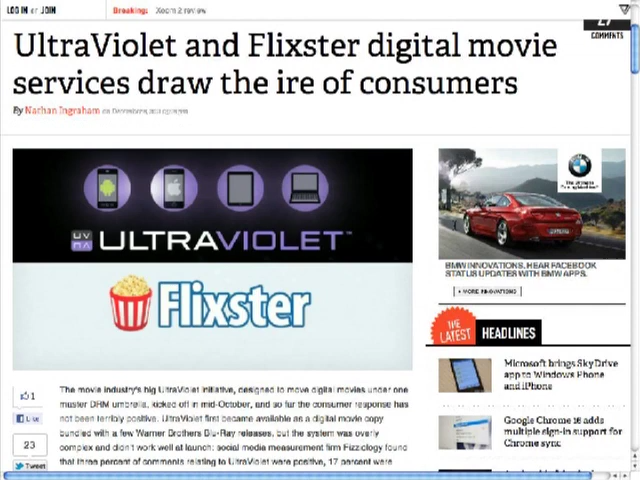 LOG IN or JOIN
Breaking: Xoom 2 review
27
COMMENTS
UltraViolet and Flixster digital movie
services draw the ire of consumers
By Nathan Ingraham on December
ULTRAVIOLET™
Flixster
BMW INNOVATIONS. HEAR FACEBOOK
STATUS UPDATES WITH BMW APPS.
+ MORE INNOVATIONS
THE
LATEST
HEADLINES
Microsoft brings SkyDrive
app to Windows Phone
and iPhone
Google Chrome 16 adds
multiple sign-in support for
Chrome sync
1
Like
23
Tweet
The movie industry's big UltraViolet initiative, designed to move digital movies under one
master DRM umbrella, kicked off in mid-October, and so far the consumer response has
not been terribly positive. UltraViolet first became available as a digital movie copy
bundled with a few Warner Brothers Blu-Ray releases, but the system was overly
complex and didn't work well at launch; social media measurement firm Fizziology found
that three percent of comments relating to UltraViolet were positive, 17 percent were